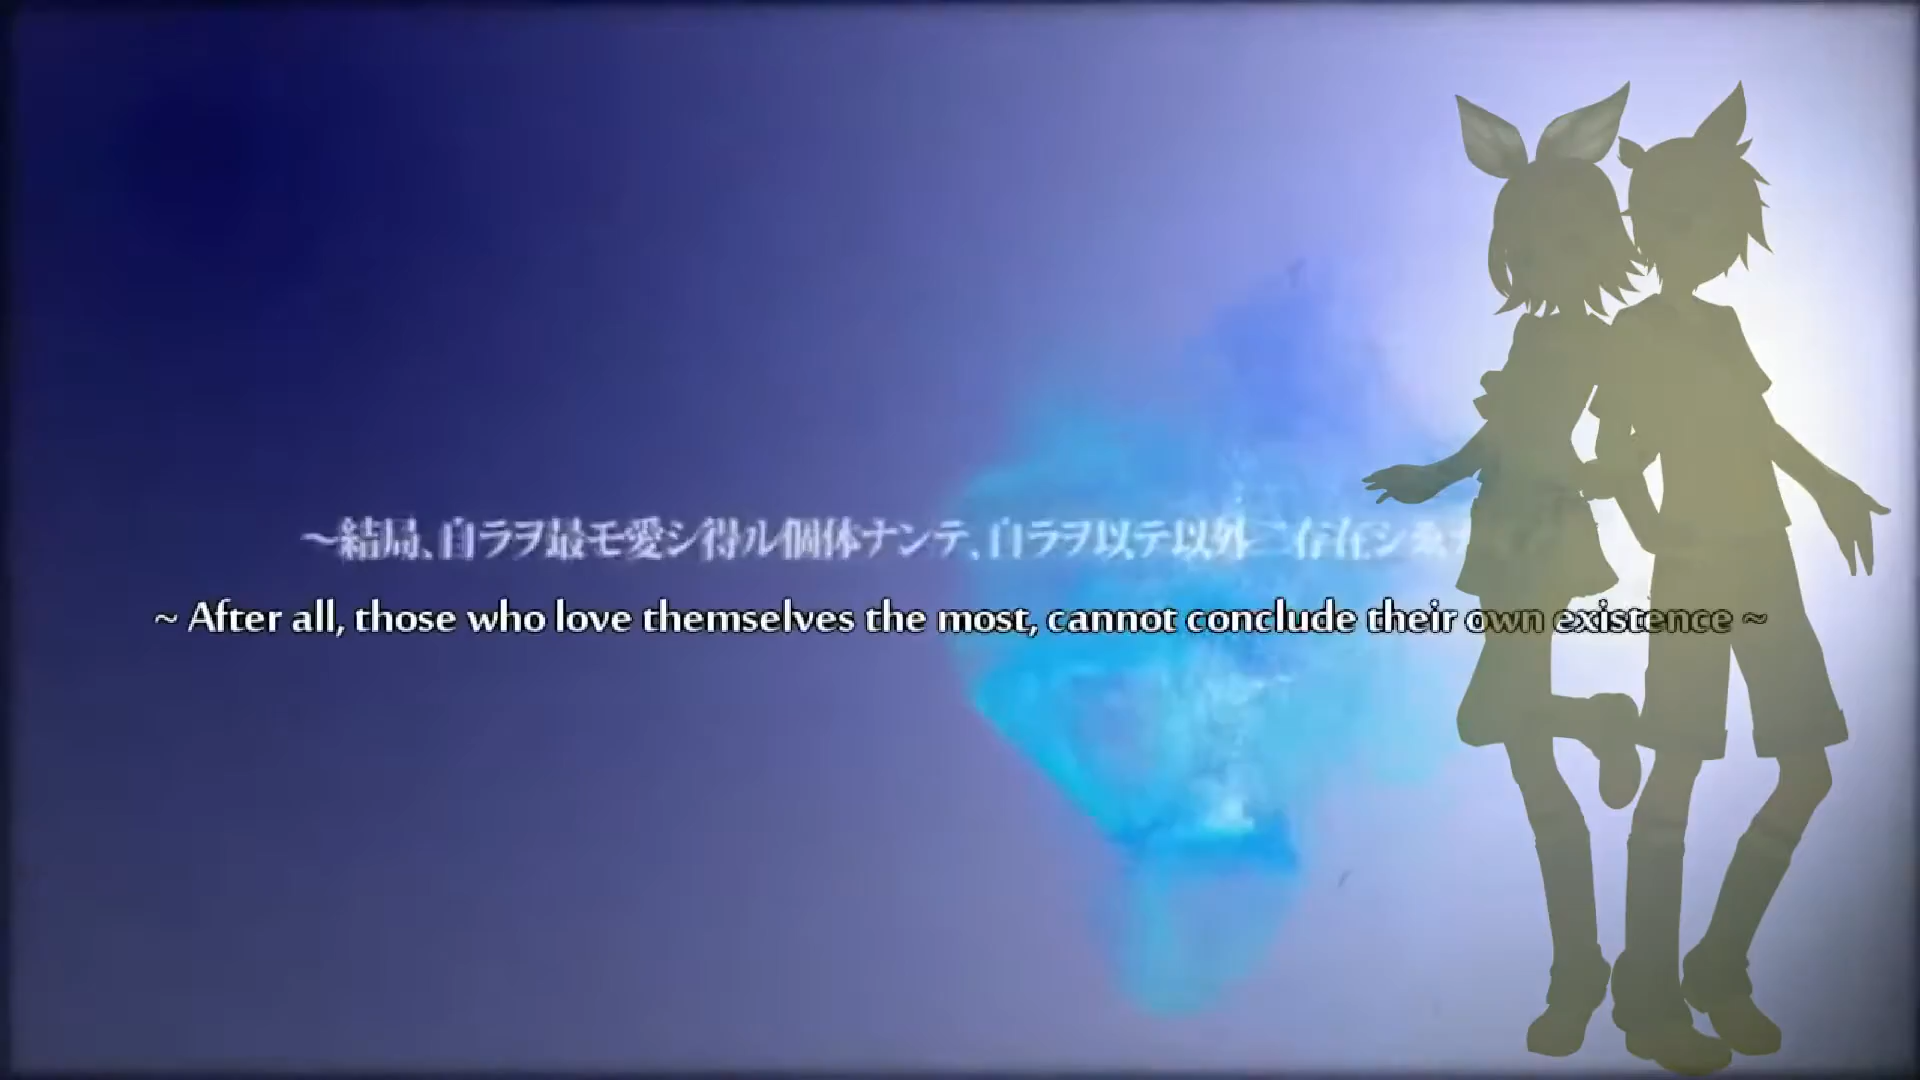 ～結局、自ラヲ最モ愛シ得ル個体ナンテ、自ラヲ以テ以外ニ存在シ
~ After all, those who love themselves the most, cannot conclude their own existence ~